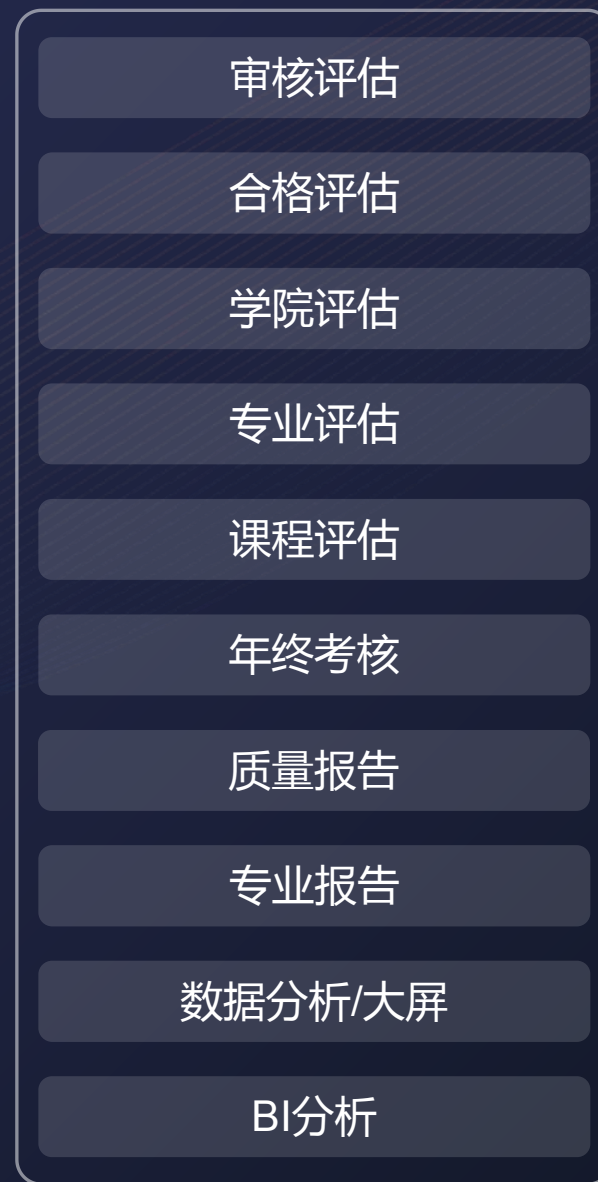 审核评估
合格评估
学院评估
专业评估
课程评估
年终考核
质量报告
专业报告
数据分析/大屏
BI分析